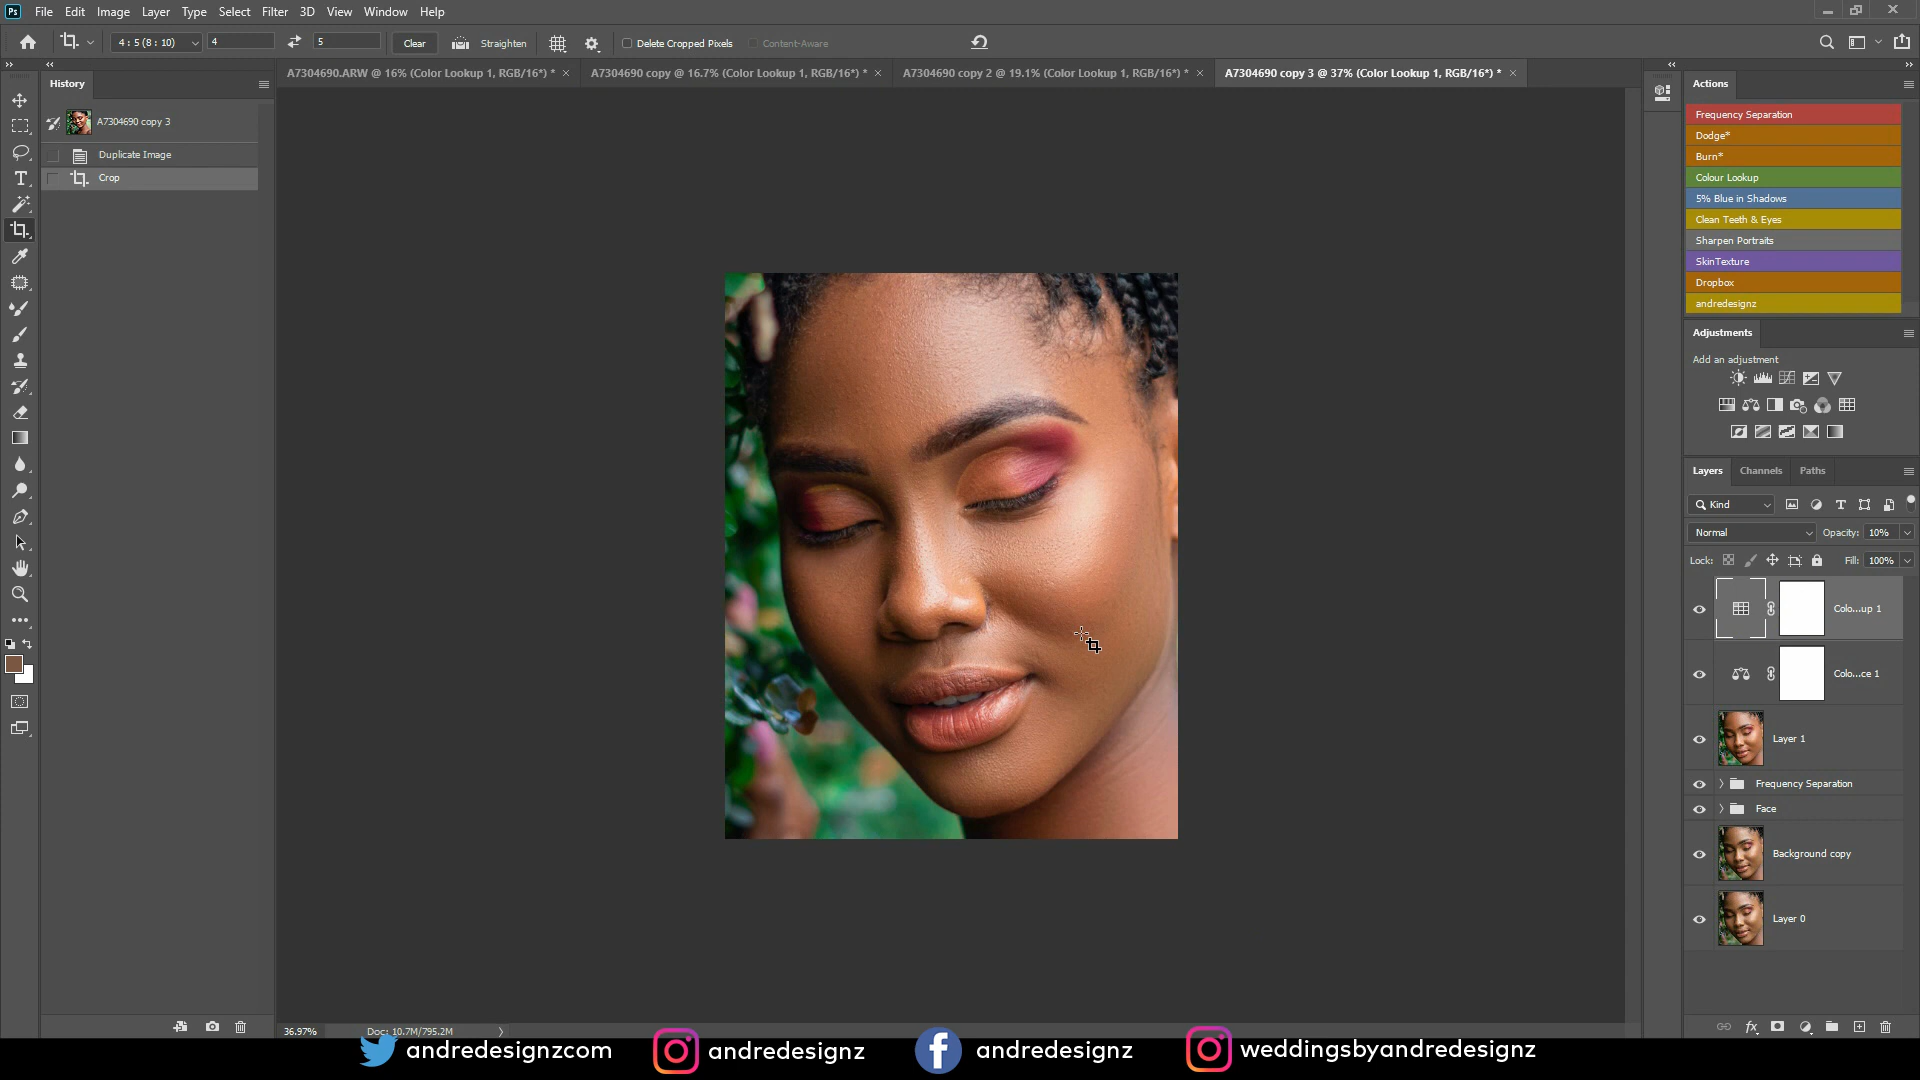 Ps File Edit Image Layer Type Select Filter 3D View Window Help
4 : 5 (8 : 10) 4 5 Clear Straighten Delete Cropped Pixels Content-Aware
A7304690.ARW @ 16% (Color Lookup 1, RGB/16*) * A7304690 copy @ 16.7% (Color Lookup 1, RGB/16*) * A7304690 copy 2 @ 19.1% (Color Lookup 1, RGB/16*) * A7304690 copy 3 @ 37% (Color Lookup 1, RGB/16*) *
History
A7304690 copy 3
Duplicate Image
Crop
Actions
Frequency Separation
Dodge*
Burn*
Colour Lookup
5% Blue in Shadows
Clean Teeth & Eyes
Sharpen Portraits
SkinTexture
Dropbox
andredesignz
Adjustments
Add an adjustment
Layers Channels Paths
Kind
Normal Opacity: 10%
Lock: Fill: 100%
Colo...up 1
Colo...ce 1
Layer 1
Frequency Separation
Face
Background copy
Layer 0
fx
36.97% Doc: 10.7M/795.2M
andredesignzcom andredesignz andredesignz weddingsbyandredesignz